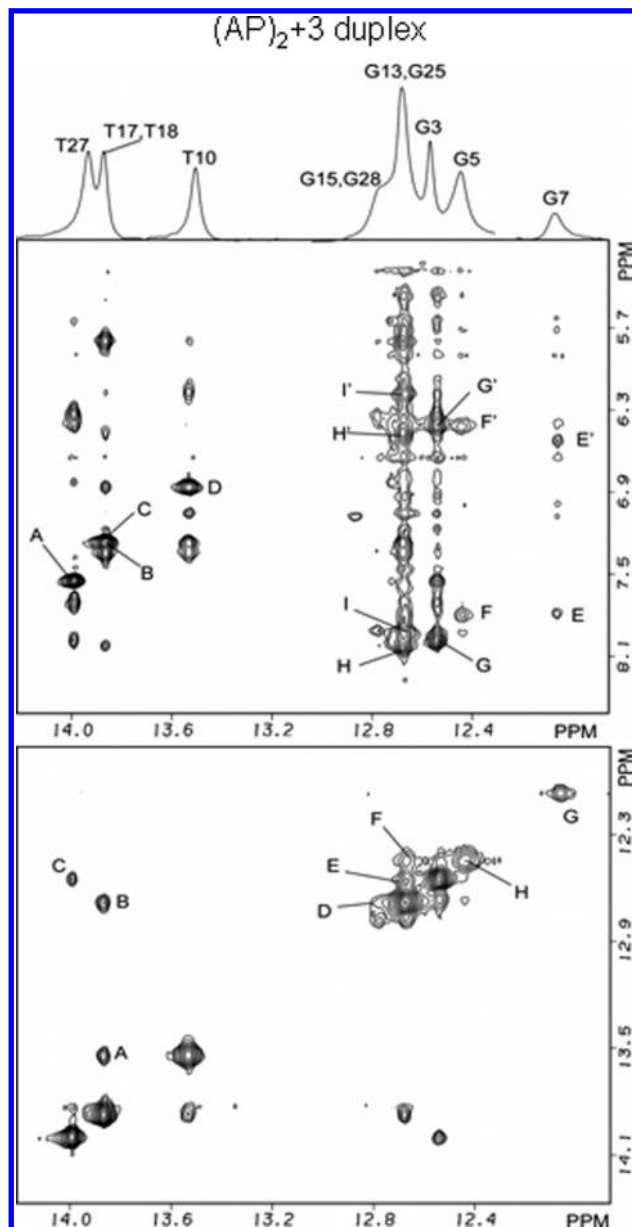 (AP)₂+3 duplex
G13,G25
T27
T17,T18
T10
G15,G28
G3
G5
G7
PPM
5.7
6.3
6.9
7.5
8.1
I'
G'
H'
F'
E'
A
C
D
B
I
F
E
H
G
14.0 13.6 13.2 12.8 12.4 PPM
PPM
12.3
12.9
13.5
14.1
F
G
C
E
B
D
H
A
14.0 13.6 13.2 12.8 12.4 PPM